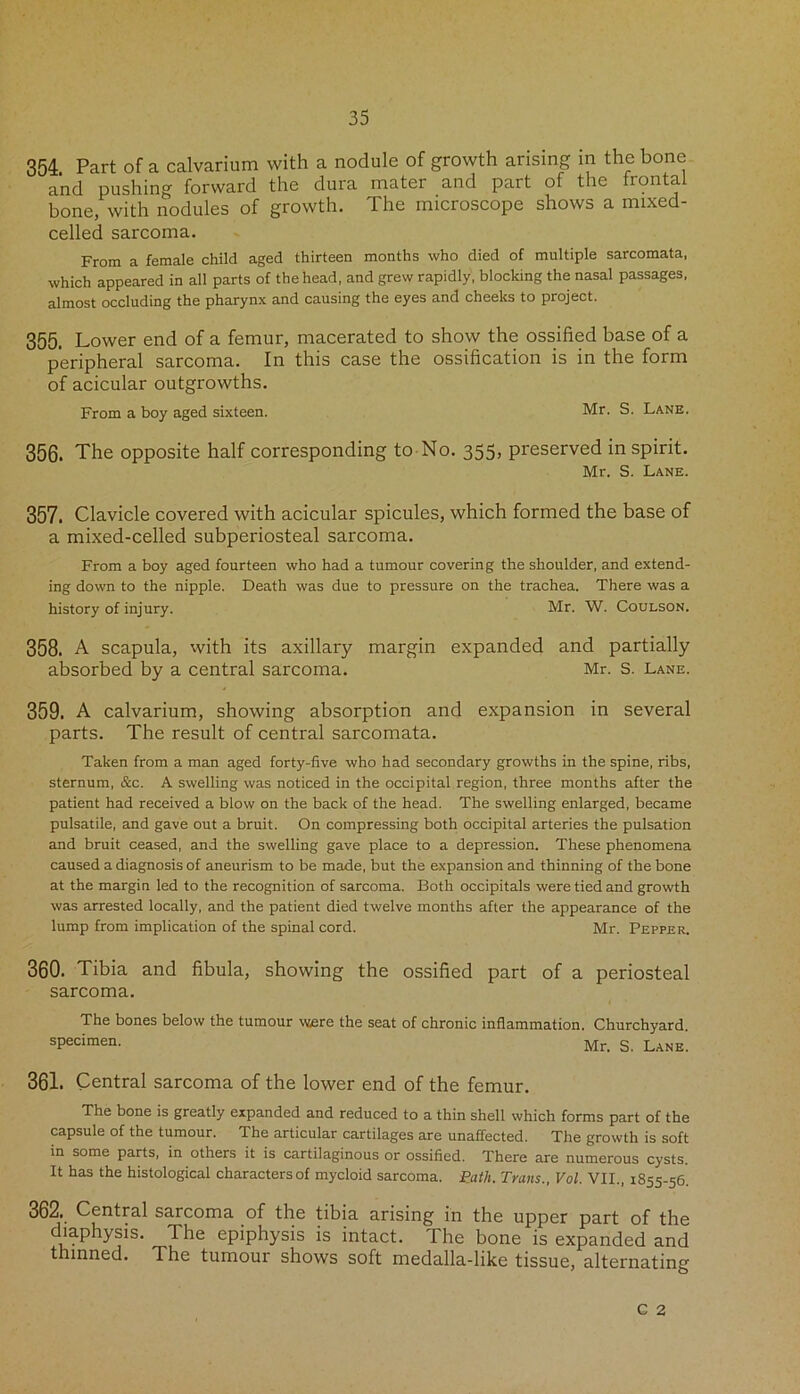 35
354. Part of a calvarium with a nodule of growth arising in the bone
and pushing forward the dura mater and part of the frontal
bone, with nodules of growth. The microscope shows a mixed-
celled sarcoma.
From a female child aged thirteen months who died of multiple sarcomata,
which appeared in all parts of the head, and grew rapidly, blocking the nasal passages,
almost occluding the pharynx and causing the eyes and cheeks to project.
355. Lower end of a femur, macerated to show the ossified base of a
peripheral sarcoma. In this case the ossification is in the form
of acicular outgrowths.
From a boy aged sixteen. Mr. S. Lane.
356. The opposite half corresponding to No. 355, preserved in spirit.
Mr. S. Lane.
357. Clavicle covered with acicular spicules, which formed the base of
a mixed-celled subperiosteal sarcoma.
From a boy aged fourteen who had a tumour covering the shoulder, and extend-
ing down to the nipple. Death was due to pressure on the trachea. There was a
history of injury. Mr. W. Coulson.
358. A scapula, with its axillary margin expanded and partially
absorbed by a central sarcoma. Mr. S. Lane.
359. A calvarium, showing absorption and expansion in several
parts. The result of central sarcomata.
Taken from a man aged forty-five who had secondary growths in the spine, ribs,
sternum, &c. A swelling was noticed in the occipital region, three months after the
patient had received a blow on the back of the head. The swelling enlarged, became
pulsatile, and gave out a bruit. On compressing both occipital arteries the pulsation
and bruit ceased, and the swelling gave place to a depression. These phenomena
caused a diagnosis of aneurism to be made, but the expansion and thinning of the bone
at the margin led to the recognition of sarcoma. Both occipitals were tied and growth
was arrested locally, and the patient died twelve months after the appearance of the
lump from implication of the spinal cord. Mr. Pepper.
360. Tibia and fibula, showing the ossified part of a periosteal
sarcoma.
The bones below the tumour were the seat of chronic inflammation. Churchyard.
specimen. Mr. S. Lane.
361. Central sarcoma of the lower end of the femur.
The bone is greatly expanded and reduced to a thin shell which forms part of the
capsule of the tumour. The articular cartilages are unaffected. The growth is soft
in some parts, in others it is cartilaginous or ossified. There are numerous cysts.
It has the histological characters of mycloid sarcoma. Path. Trans., Vol. VII., 1855-56.
362. Central sarcoma of the tibia arising in the upper part of the
diaphysis. The epiphysis is intact. The bone is expanded and
thinned. The tumour shows soft medalla-like tissue, alternating
C 2